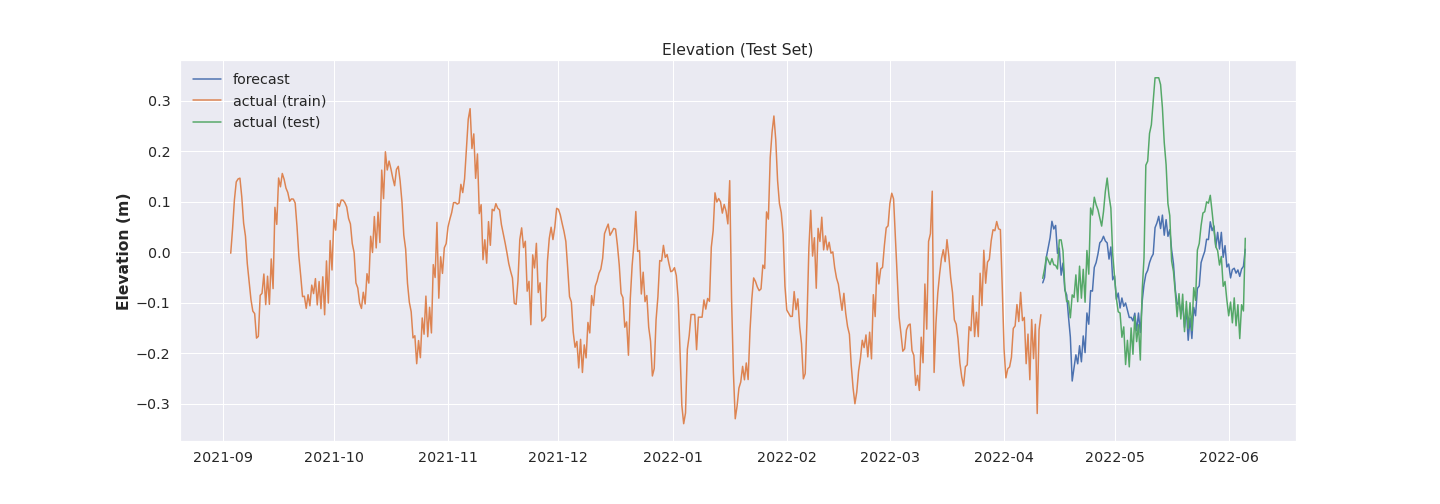 Elevation (Test Set)
forecast
actual (train)
actual (test)
Elevation (m)
0.3
0.2
0.1
0.0
−0.1
−0.2
−0.3
2021-09 2021-10 2021-11 2021-12 2022-01 2022-02 2022-03 2022-04 2022-05 2022-06